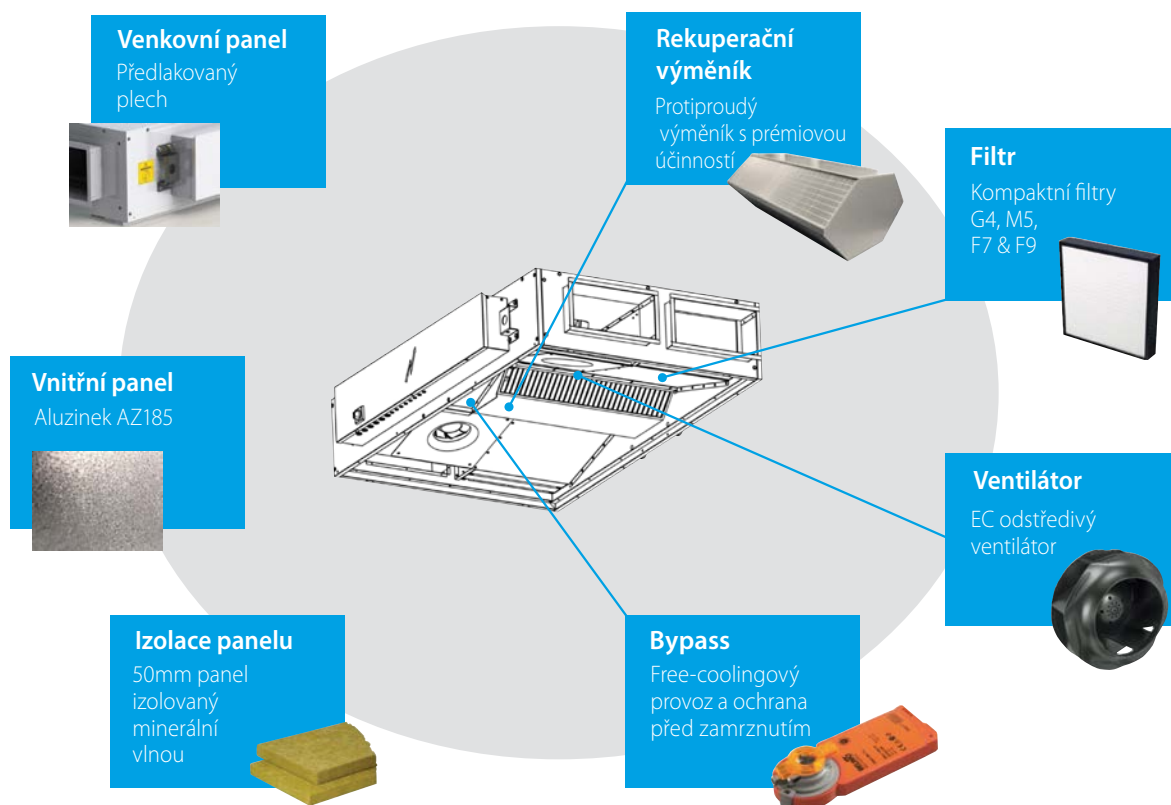 Venkovní panel
Předlakovaný
plech
Rekuperační
výměník
Protiproudý
výměník s prémiovou
účinností
Filtr
Kompaktní filtry
G4, M5,
F7 & F9
Vnitřní panel
Aluzinek AZ185
Ventilátor
EC odstředivý
ventilátor
Izolace panelu
50mm panel
izolovaný
minerální
vlnou
Bypass
Free-coolingový
provoz a ochrana
před zamrznutím